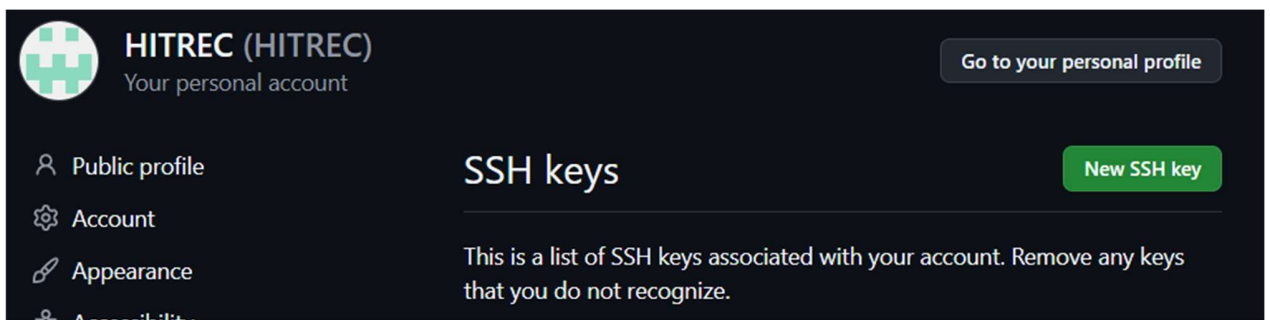 HITREC (HITREC)
Your personal account
Go to your personal profile
Public profile
Account
Appearance
Accessibility
SSH keys
New SSH key
This is a list of SSH keys associated with your account. Remove any keys
that you do not recognize.